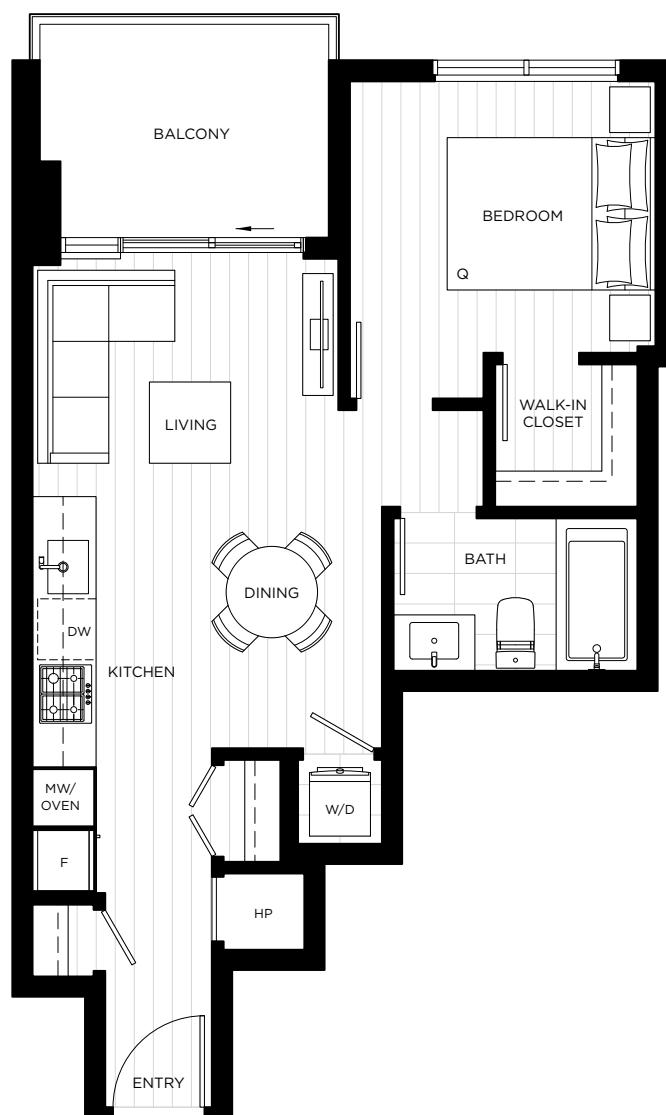 BALCONY
BEDROOM
Q
WALK-IN
CLOSET
LIVING
BATH
DINING
DW
KITCHEN
MW/
OVEN
W/D
F
HP
ENTRY